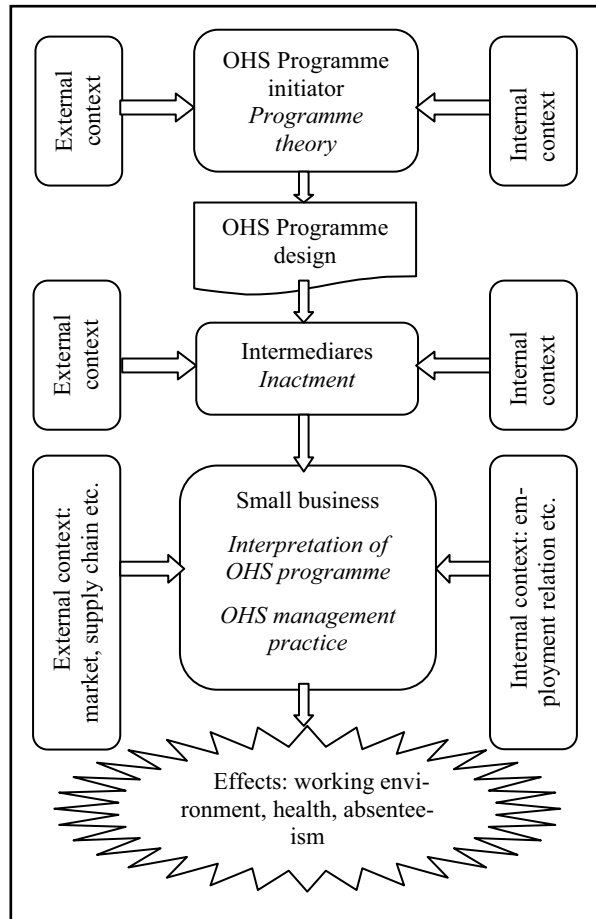 External
context
OHS Programme
initiator
Programme
theory
Internal
context
OHS Programme
design
External
context
Intermediares
Inactment
Internal
context
External context:
market, supply chain etc.
Small business
Interpretation of
OHS programme
OHS management
practice
Internal context: em-
ployment relation etc.
Effects: working envi-
ronment, health, absentee-
ism